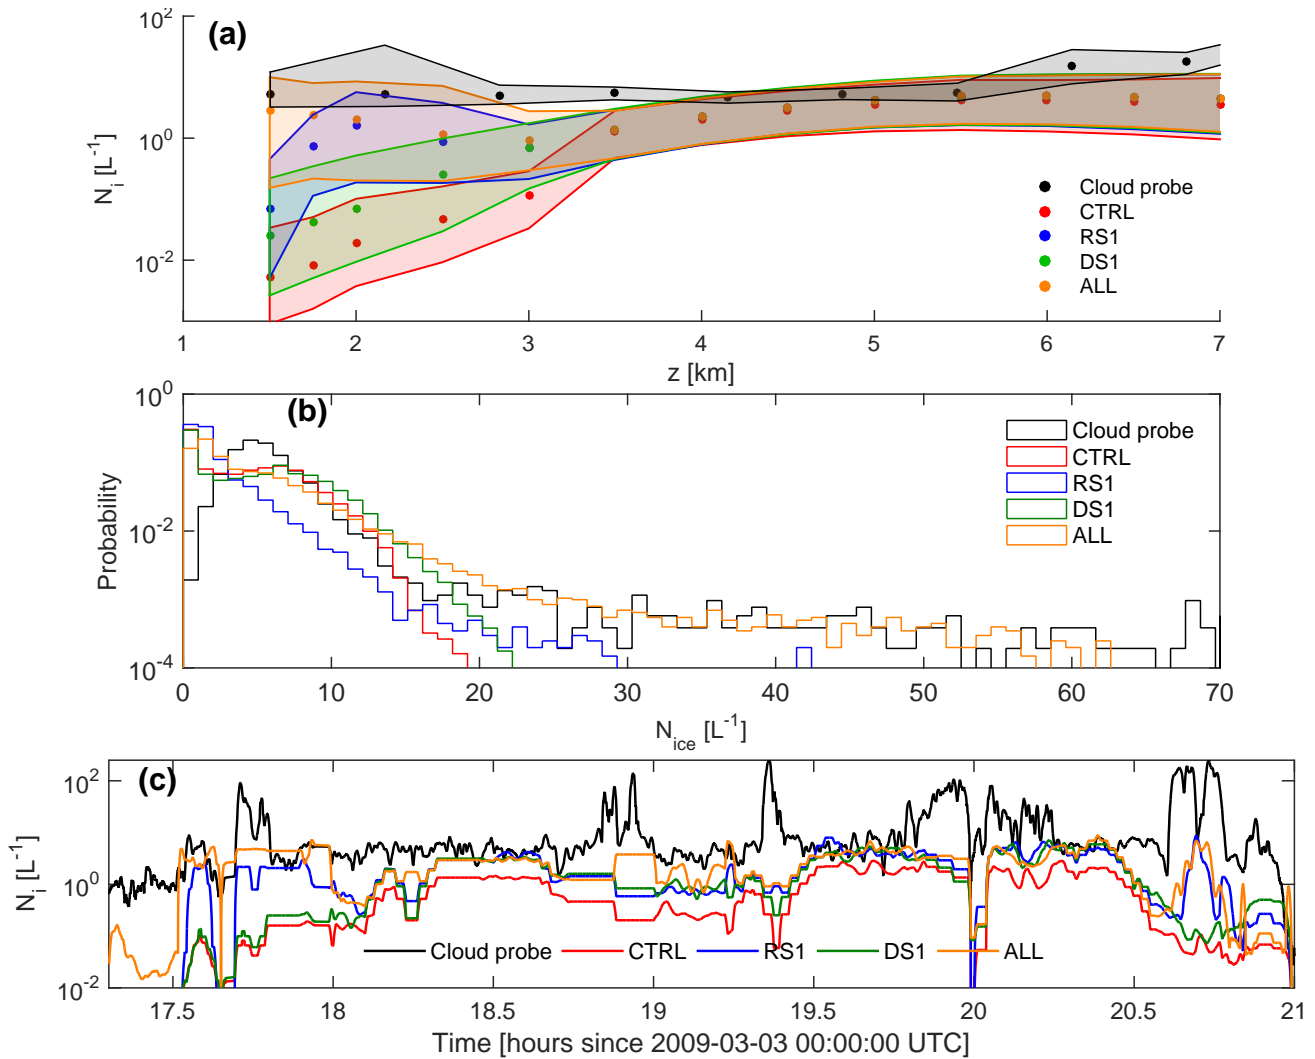 (a)
10^2
10^0
10^-2
N_i [L^-1]
Cloud probe
CTRL
RS1
DS1
ALL
1 2 3 4 5 6 7
z [km]
(b)
10^0
10^-2
10^-4
Probability
Cloud probe
CTRL
RS1
DS1
ALL
0 10 20 30 40 50 60 70
N_ice [L^-1]
(c)
10^2
10^0
10^-2
N_i [L^-1]
Cloud probe CTRL RS1 DS1 ALL
17.5 18 18.5 19 19.5 20 20.5 21
Time [hours since 2009-03-03 00:00:00 UTC]